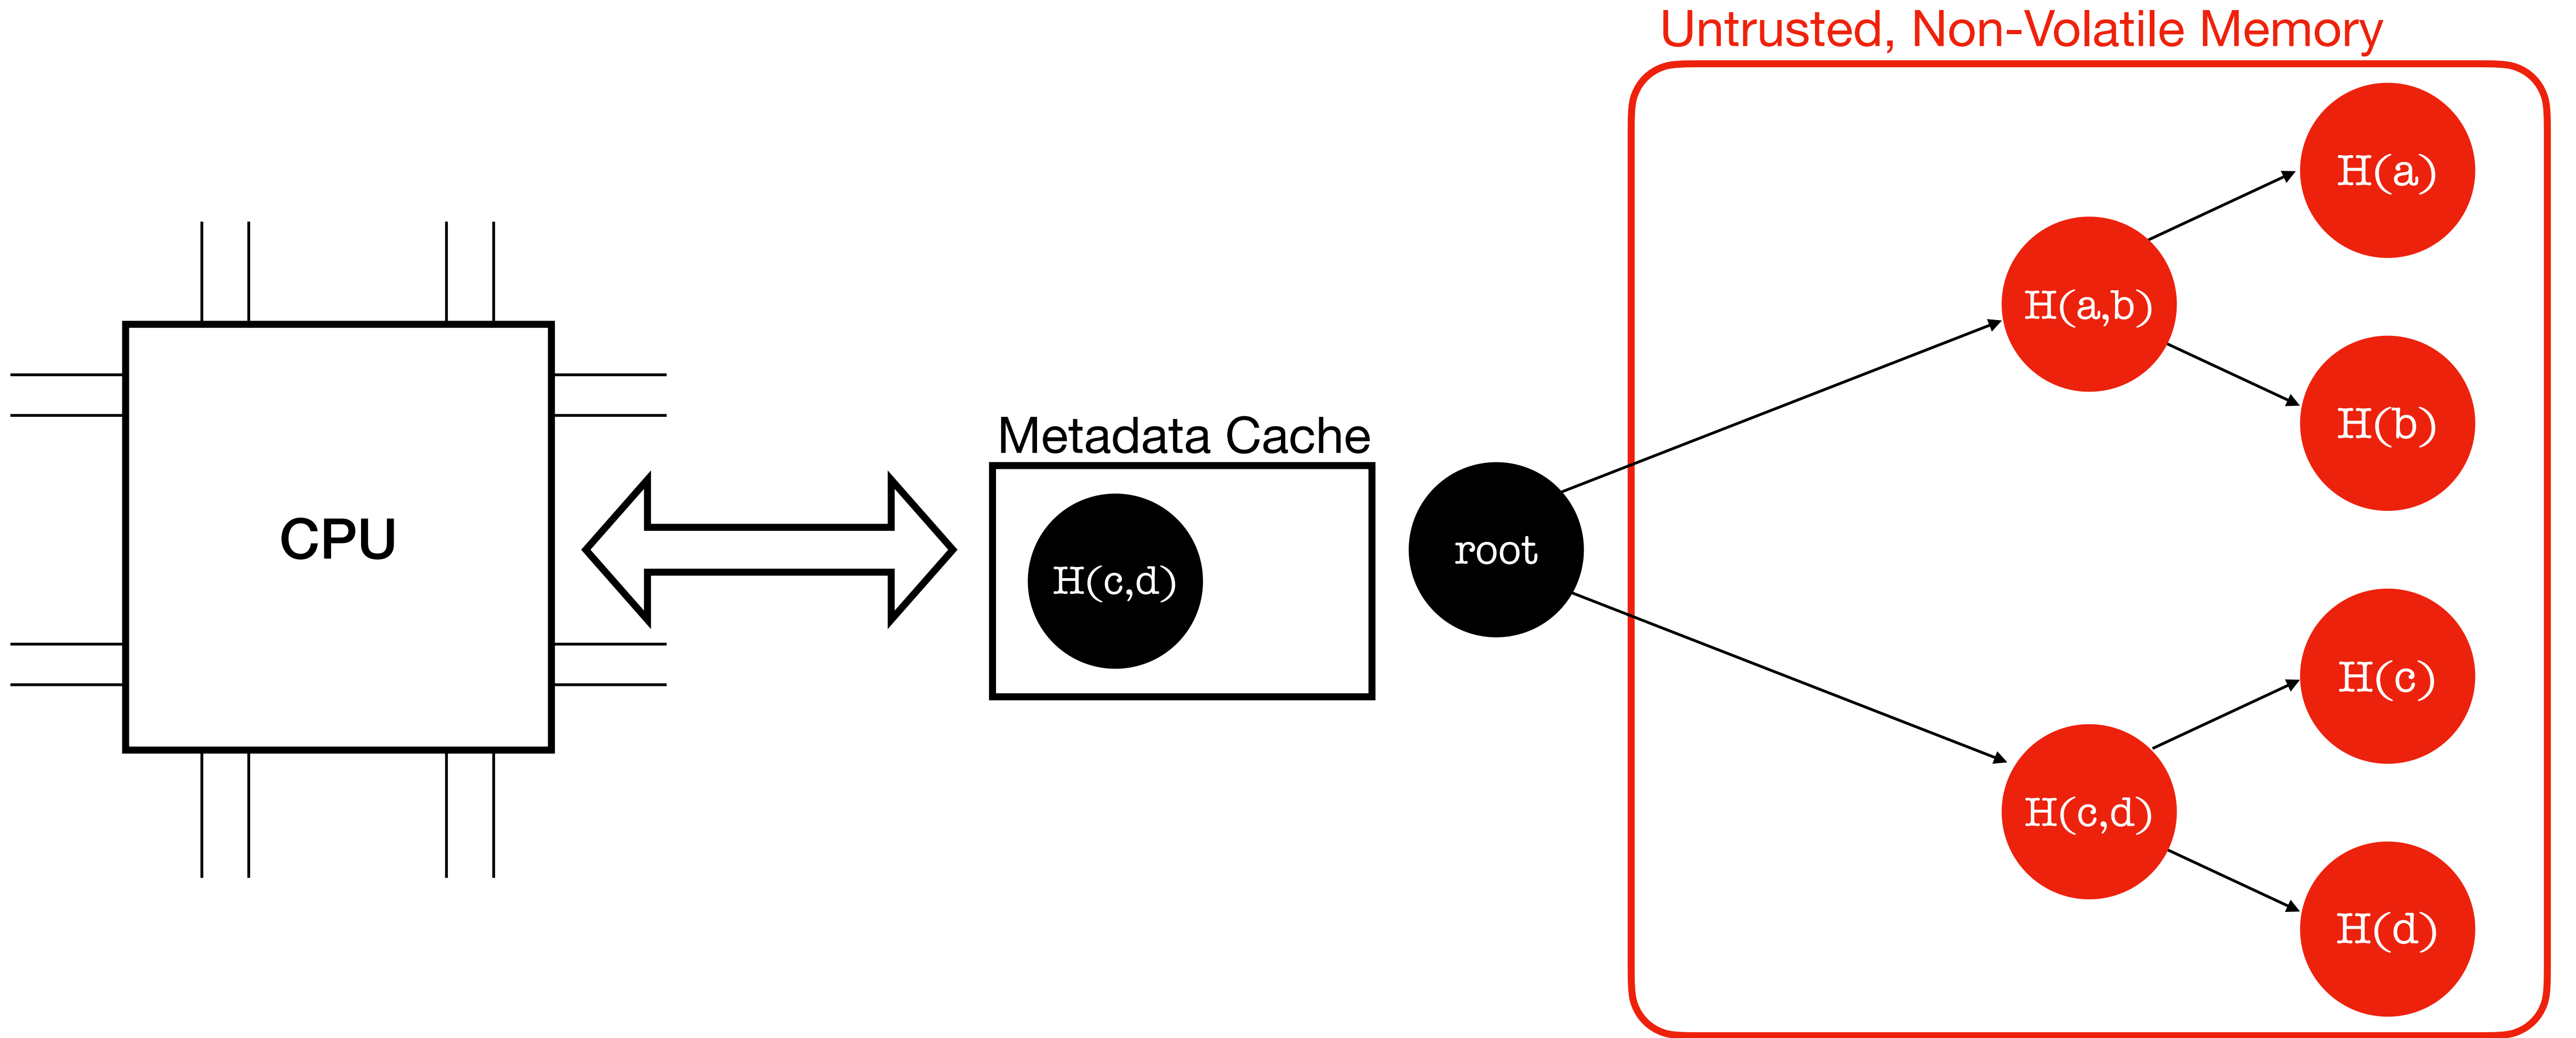 Untrusted, Non-Volatile Memory
H(a)
H(a,b)
H(b)
Metadata Cache
CPU
H(c,d)
root
H(c)
H(c,d)
H(d)